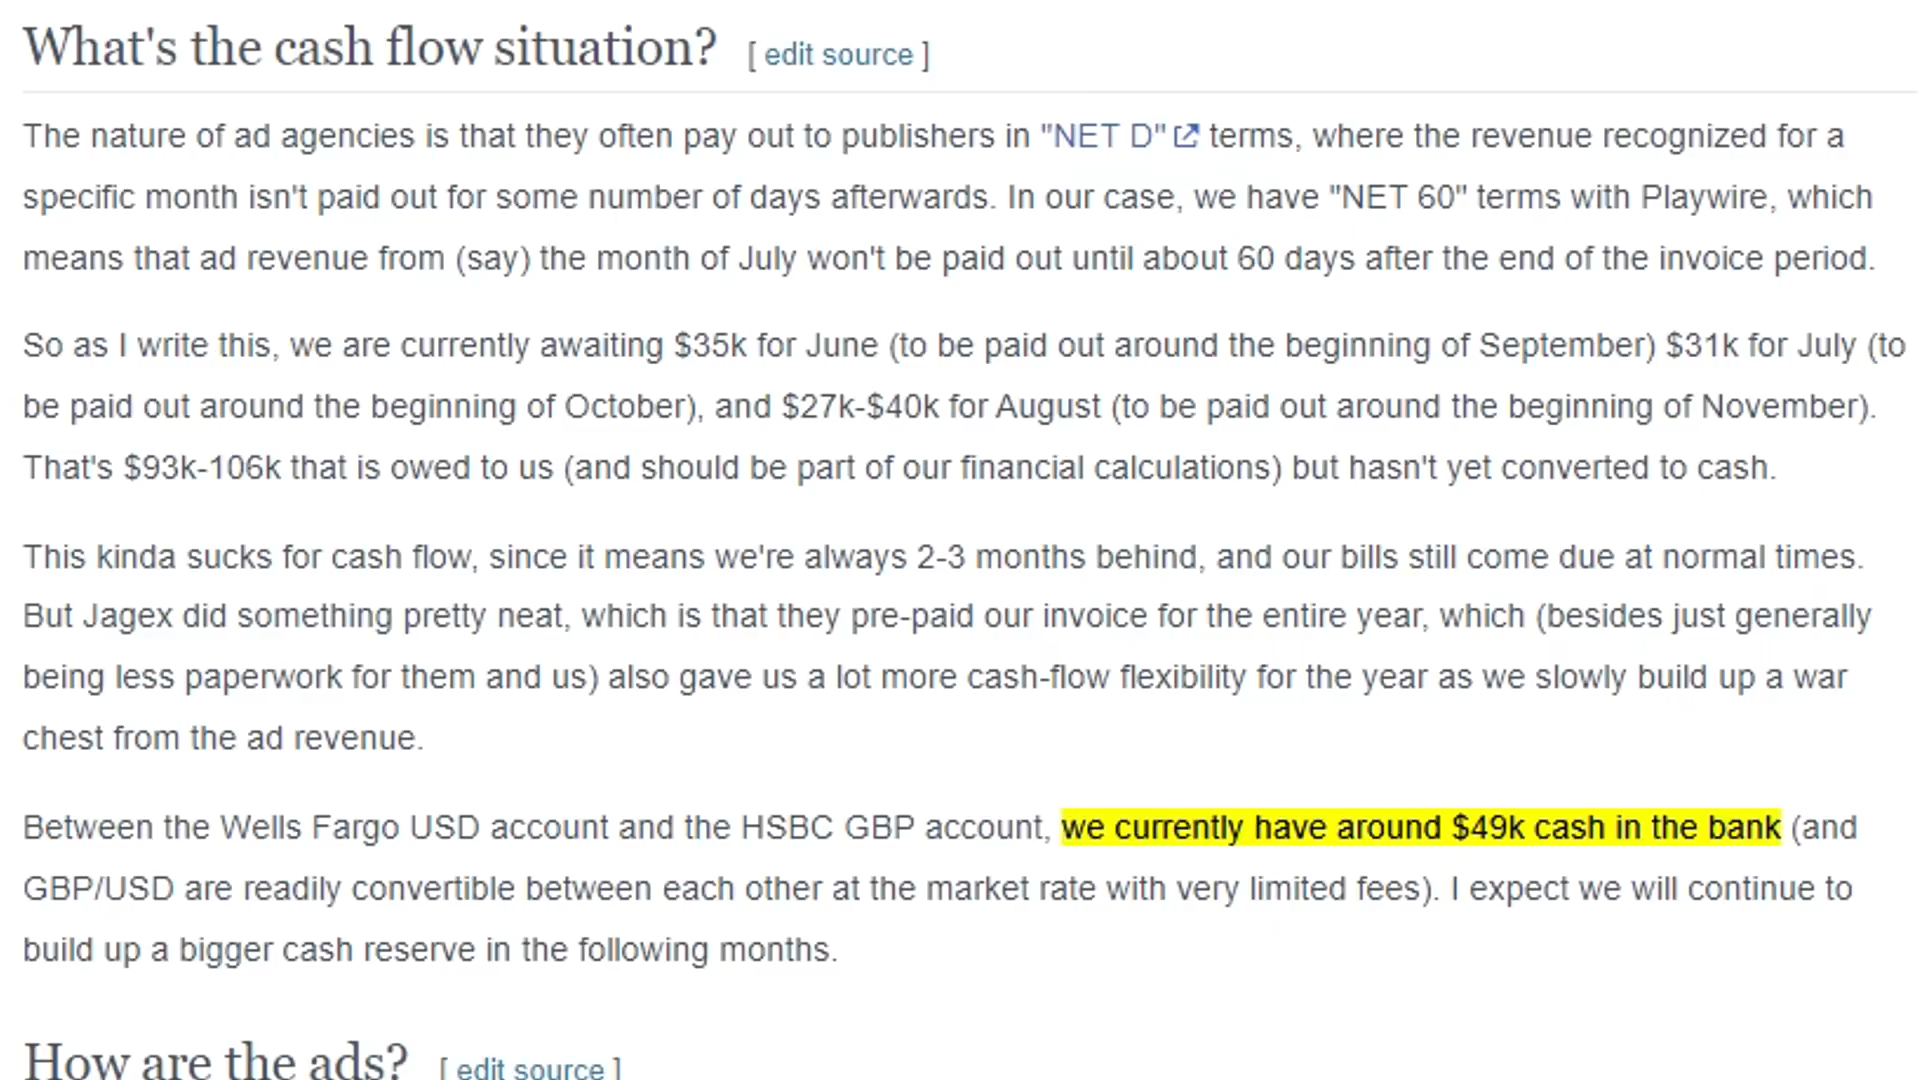 What's the cash flow situation? [ edit source ]
The nature of ad agencies is that they often pay out to publishers in "NET D" terms, where the revenue recognized for a
specific month isn't paid out for some number of days afterwards. In our case, we have "NET 60" terms with Playwire, which
means that ad revenue from (say) the month of July won't be paid out until about 60 days after the end of the invoice period.
So as I write this, we are currently awaiting $35k for June (to be paid out around the beginning of September) $31k for July (to
be paid out around the beginning of October), and $27k-$40k for August (to be paid out around the beginning of November).
That's $93k-106k that is owed to us (and should be part of our financial calculations) but hasn't yet converted to cash.
This kinda sucks for cash flow, since it means we're always 2-3 months behind, and our bills still come due at normal times.
But Jagex did something pretty neat, which is that they pre-paid our invoice for the entire year, which (besides just generally
being less paperwork for them and us) also gave us a lot more cash-flow flexibility for the year as we slowly build up a war
chest from the ad revenue.
Between the Wells Fargo USD account and the HSBC GBP account, we currently have around $49k cash in the bank (and
GBP/USD are readily convertible between each other at the market rate with very limited fees). I expect we will continue to
build up a bigger cash reserve in the following months.
How are the ads? [ edit source ]